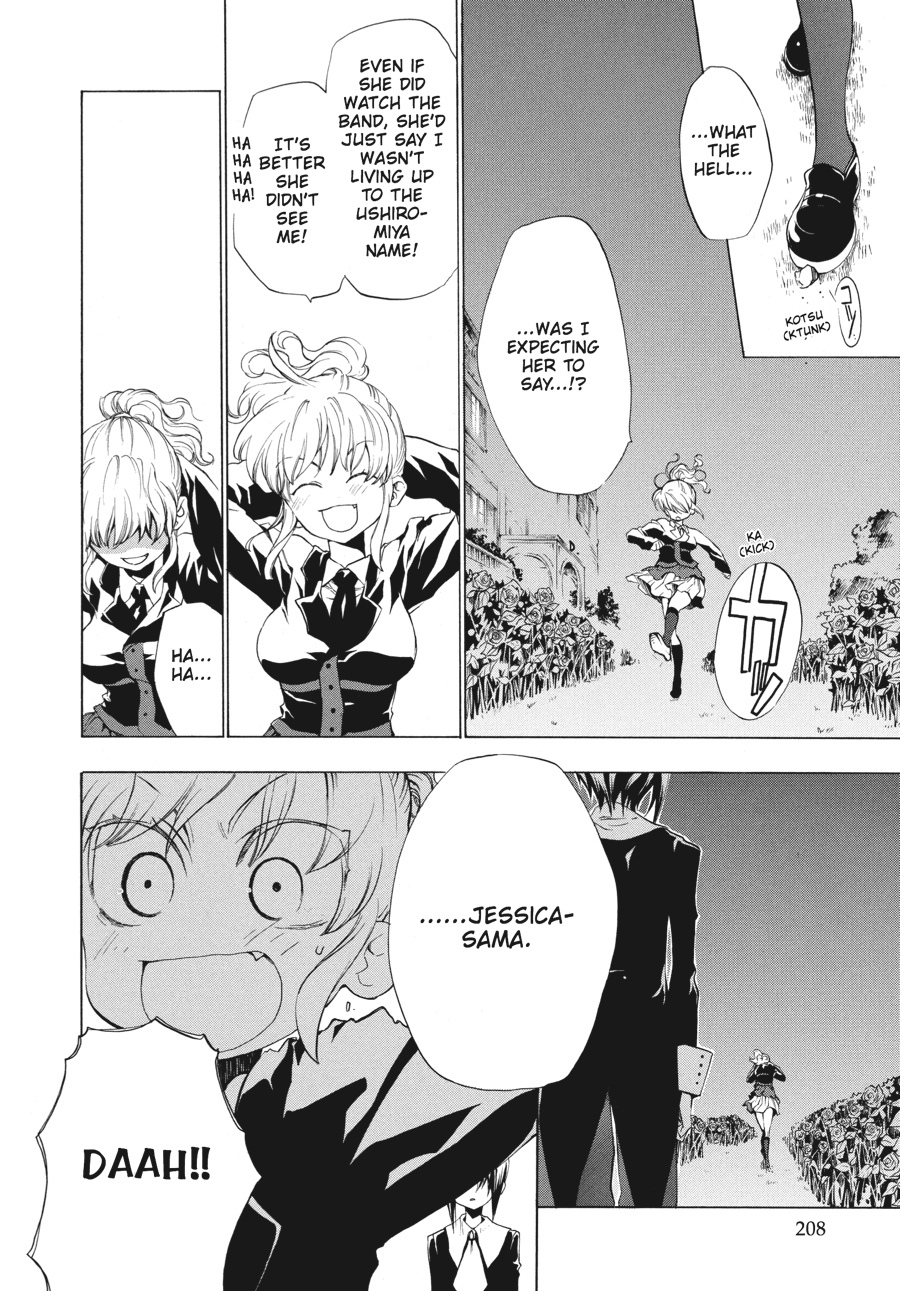 ...WHAT
THE
HELL...
コツ
KOTSU
(KTUNK)
...WAS I
EXPECTING
HER TO
SAY...!?
KA
(KICK)
カッ
EVEN IF
SHE DID
WATCH THE
BAND, SHE'D
JUST SAY I
WASN'T
LIVING UP
TO THE
USHIRO-
MIYA
NAME!
IT'S
BETTER
SHE
DIDN'T
SEE
ME!
HA
HA
HA
HA!
HA...
HA...
......JESSICA-
SAMA.
DAAH!!
208